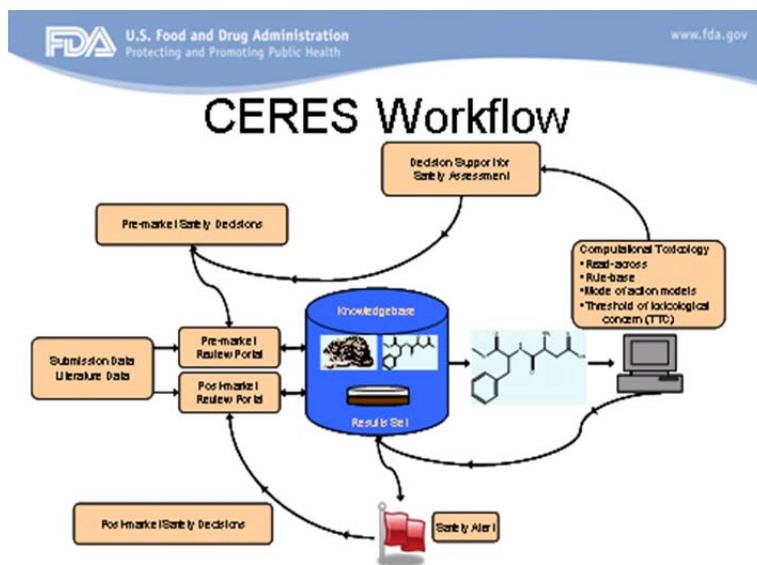 FDA
U.S. Food and Drug Administration
Protecting and Promoting Public Health
www.fda.gov
CERES Workflow
Decision Support for
Safety Assessment
Pre-market Safety Decisions
Computational Toxicology
• Read-across
• Rule-base
• Mode of action models
• Threshold of toxicological
concern (TTC)
Knowledgebase
Submission Data
Literature Data
Pre-market
Review Portal
Post-market
Review Portal
Results Set
Post-market Safety Decisions
Safety Alert